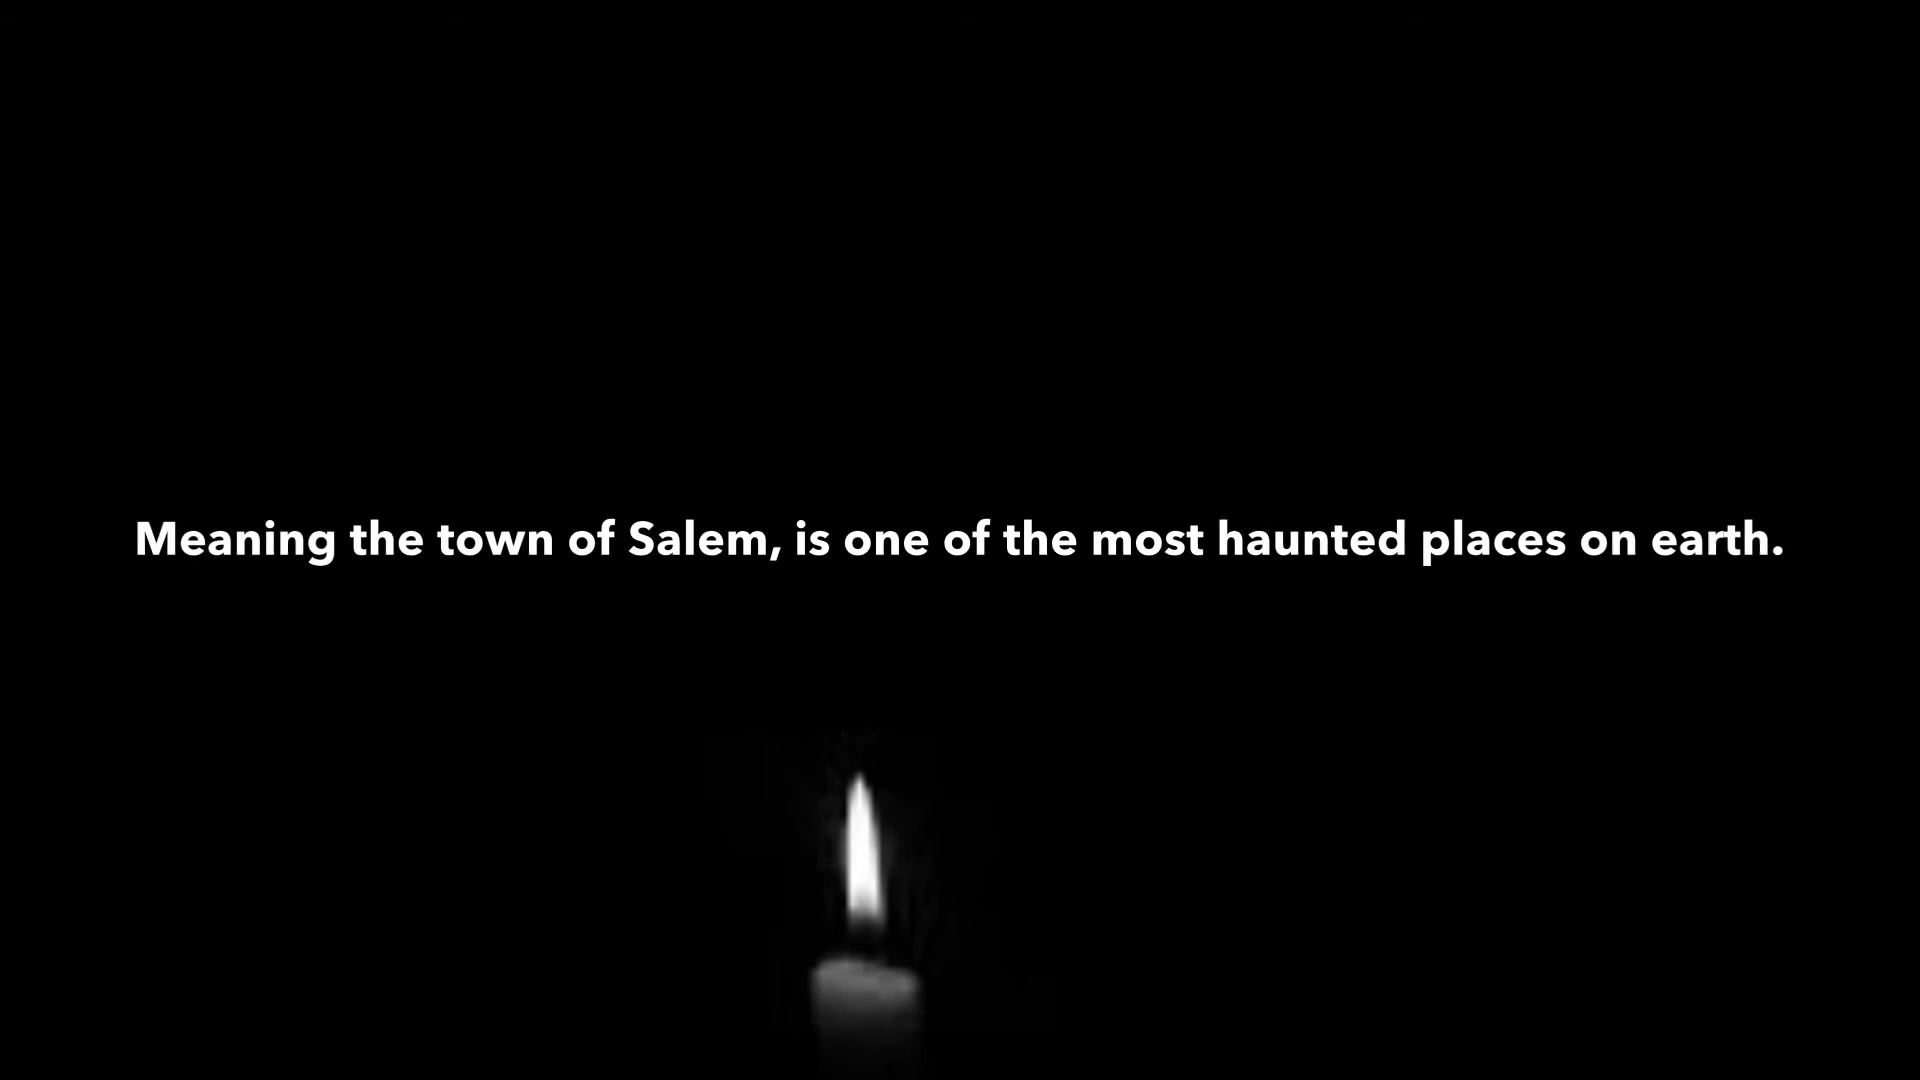 Meaning the town of Salem, is one of the most haunted places on earth.